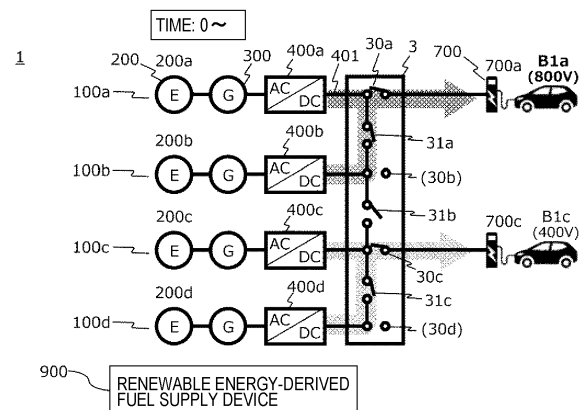 TIME: 0～
1
200 200a 300 400a 401 30a 3 700 700a B1a
(800V)
100a E G AC DC
31a
400b
100b E G AC DC (30b)
31b
200c 400c 700c B1c
(400V)
100c E G AC DC
30c
31c
200d 400d
100d E G AC DC (30d)
900
RENEWABLE ENERGY-DERIVED
FUEL SUPPLY DEVICE